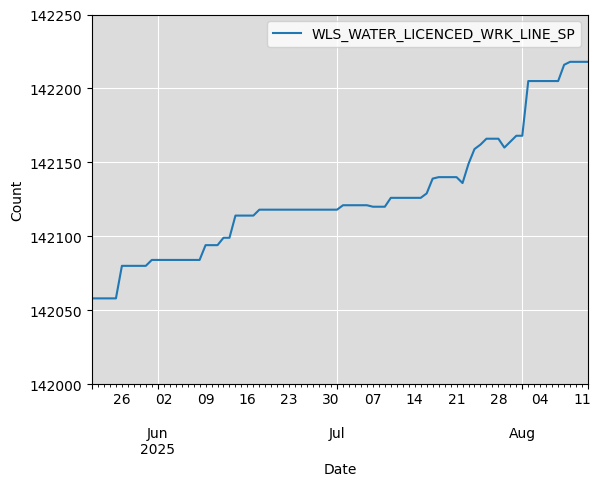 WLS_WATER_LICENCED_WRK_LINE_SP
142250
142200
142150
142100
142050
142000
Count
26 02 09 16 23 30 07 14 21 28 04 11
Jun Jul Aug
2025
Date